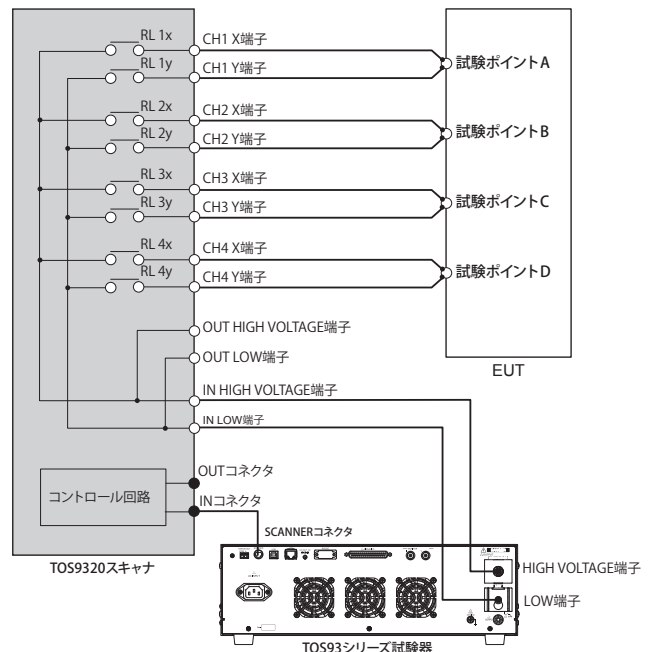 RL 1x
CH1 X端子
RL 1y
CH1 Y端子
試験ポイントA
RL 2x
CH2 X端子
RL 2y
CH2 Y端子
試験ポイントB
RL 3x
CH3 X端子
RL 3y
CH3 Y端子
試験ポイントC
RL 4x
CH4 X端子
RL 4y
CH4 Y端子
試験ポイントD
OUT HIGH VOLTAGE端子
OUT LOW端子
EUT
IN HIGH VOLTAGE端子
IN LOW端子
OUTコネクタ
コントロール回路
INコネクタ
SCANNERコネクタ
TOS9320スキャナ
HIGH VOLTAGE端子
LOW端子
TOS93シリーズ試験器